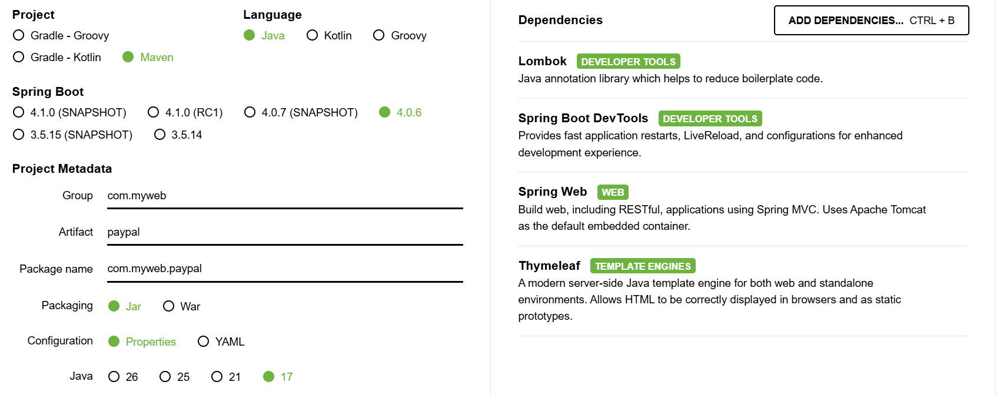 Project
Gradle - Groovy
Gradle - Kotlin Maven
Language
Java Kotlin Groovy
Spring Boot
4.1.0 (SNAPSHOT) 4.1.0 (RC1) 4.0.7 (SNAPSHOT) 4.0.6
3.5.15 (SNAPSHOT) 3.5.14
Project Metadata
Group com.myweb
Artifact paypal
Package name com.myweb.paypal
Packaging Jar War
Configuration Properties YAML
Java 26 25 21 17
Dependencies ADD DEPENDENCIES... CTRL + B
Lombok DEVELOPER TOOLS
Java annotation library which helps to reduce boilerplate code.
Spring Boot DevTools DEVELOPER TOOLS
Provides fast application restarts, LiveReload, and configurations for enhanced
development experience.
Spring Web WEB
Build web, including RESTful, applications using Spring MVC. Uses Apache Tomcat
as the default embedded container.
Thymeleaf TEMPLATE ENGINES
A modern server-side Java template engine for both web and standalone
environments. Allows HTML to be correctly displayed in browsers and as static
prototypes.